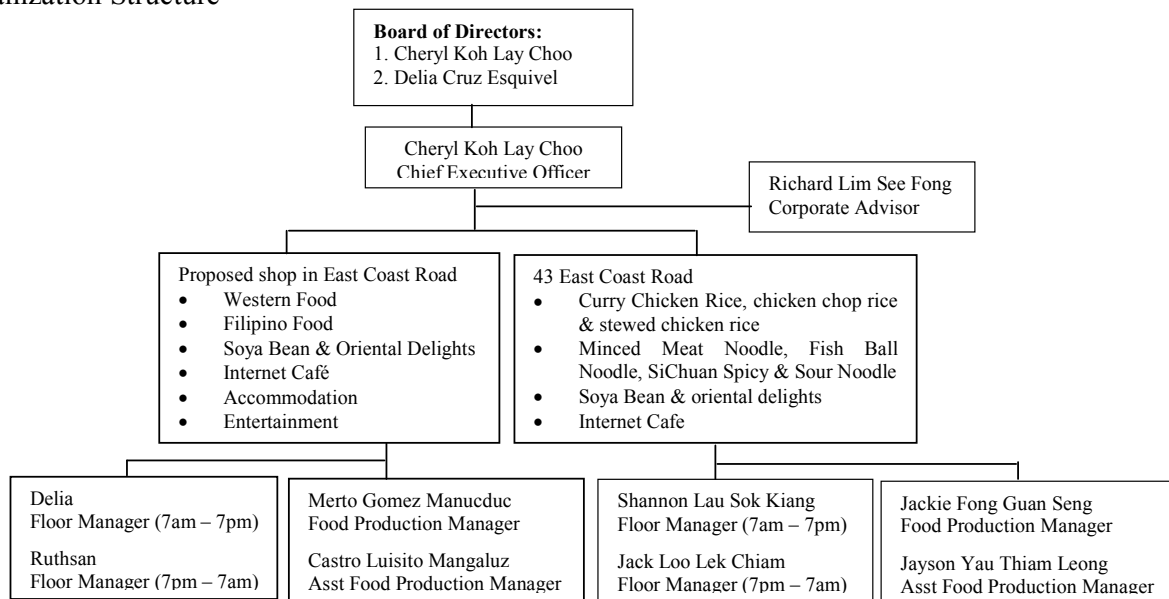 Board of Directors:
1. Cheryl Koh Lay Choo
2. Delia Cruz Esquivel
Cheryl Koh Lay Choo
Chief Executive Officer
Richard Lim See Fong
Corporate Advisor
Proposed shop in East Coast Road
• Western Food
• Filipino Food
• Soya Bean & Oriental Delights
• Internet Café
• Accommodation
• Entertainment
43 East Coast Road
• Curry Chicken Rice, chicken chop rice
& stewed chicken rice
• Minced Meat Noodle, Fish Ball
Noodle, SiChuan Spicy & Sour Noodle
• Soya Bean & oriental delights
• Internet Cafe
Delia
Floor Manager (7am – 7pm)
Ruthsan
Floor Manager (7pm – 7am)
Merto Gomez Manucduc
Food Production Manager
Castro Luisito Mangaluz
Asst Food Production Manager
Shannon Lau Sok Kiang
Floor Manager (7am – 7pm)
Jack Loo Lek Chiam
Floor Manager (7pm – 7am)
Jackie Fong Guan Seng
Food Production Manager
Jayson Yau Thiam Leong
Asst Food Production Manager